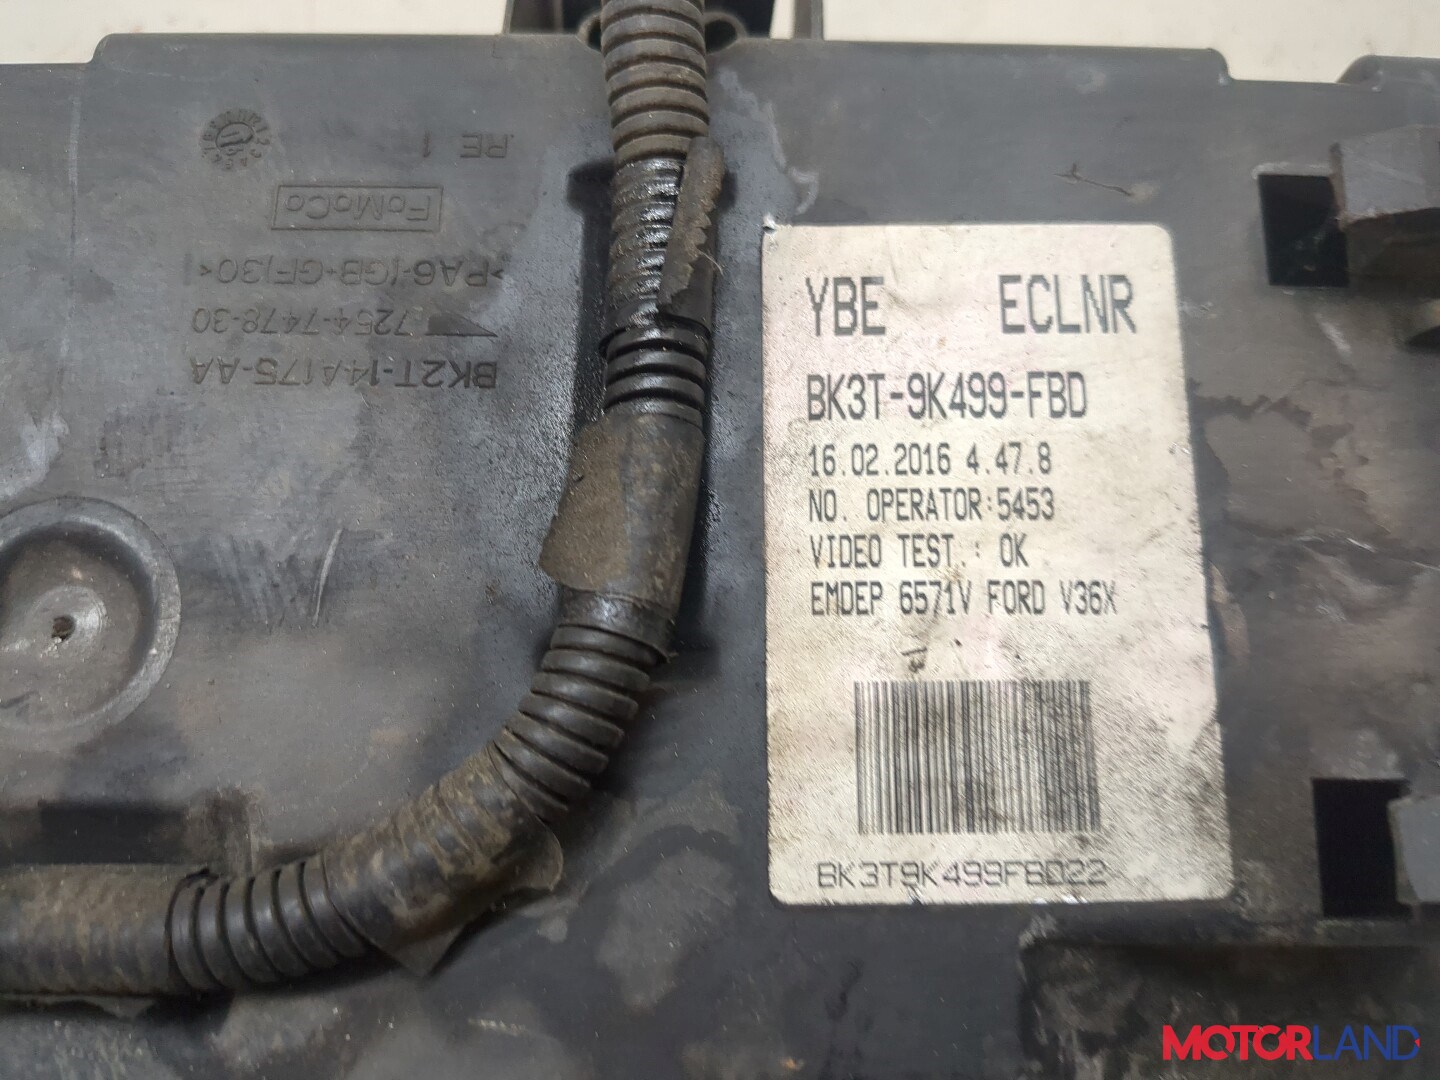 RE 1
FoMoCo
>PA6-(GB+GF)30<
7254-7478-30
BK2T-14A175-AA
YBE ECLNR
BK3T-9K499-FBD
16.02.2016 4.47.8
NO. OPERATOR:5453
VIDEO TEST.: OK
EMDEP 6571V FORD V36X
BK3T9K499FBD22
MOTORLAND